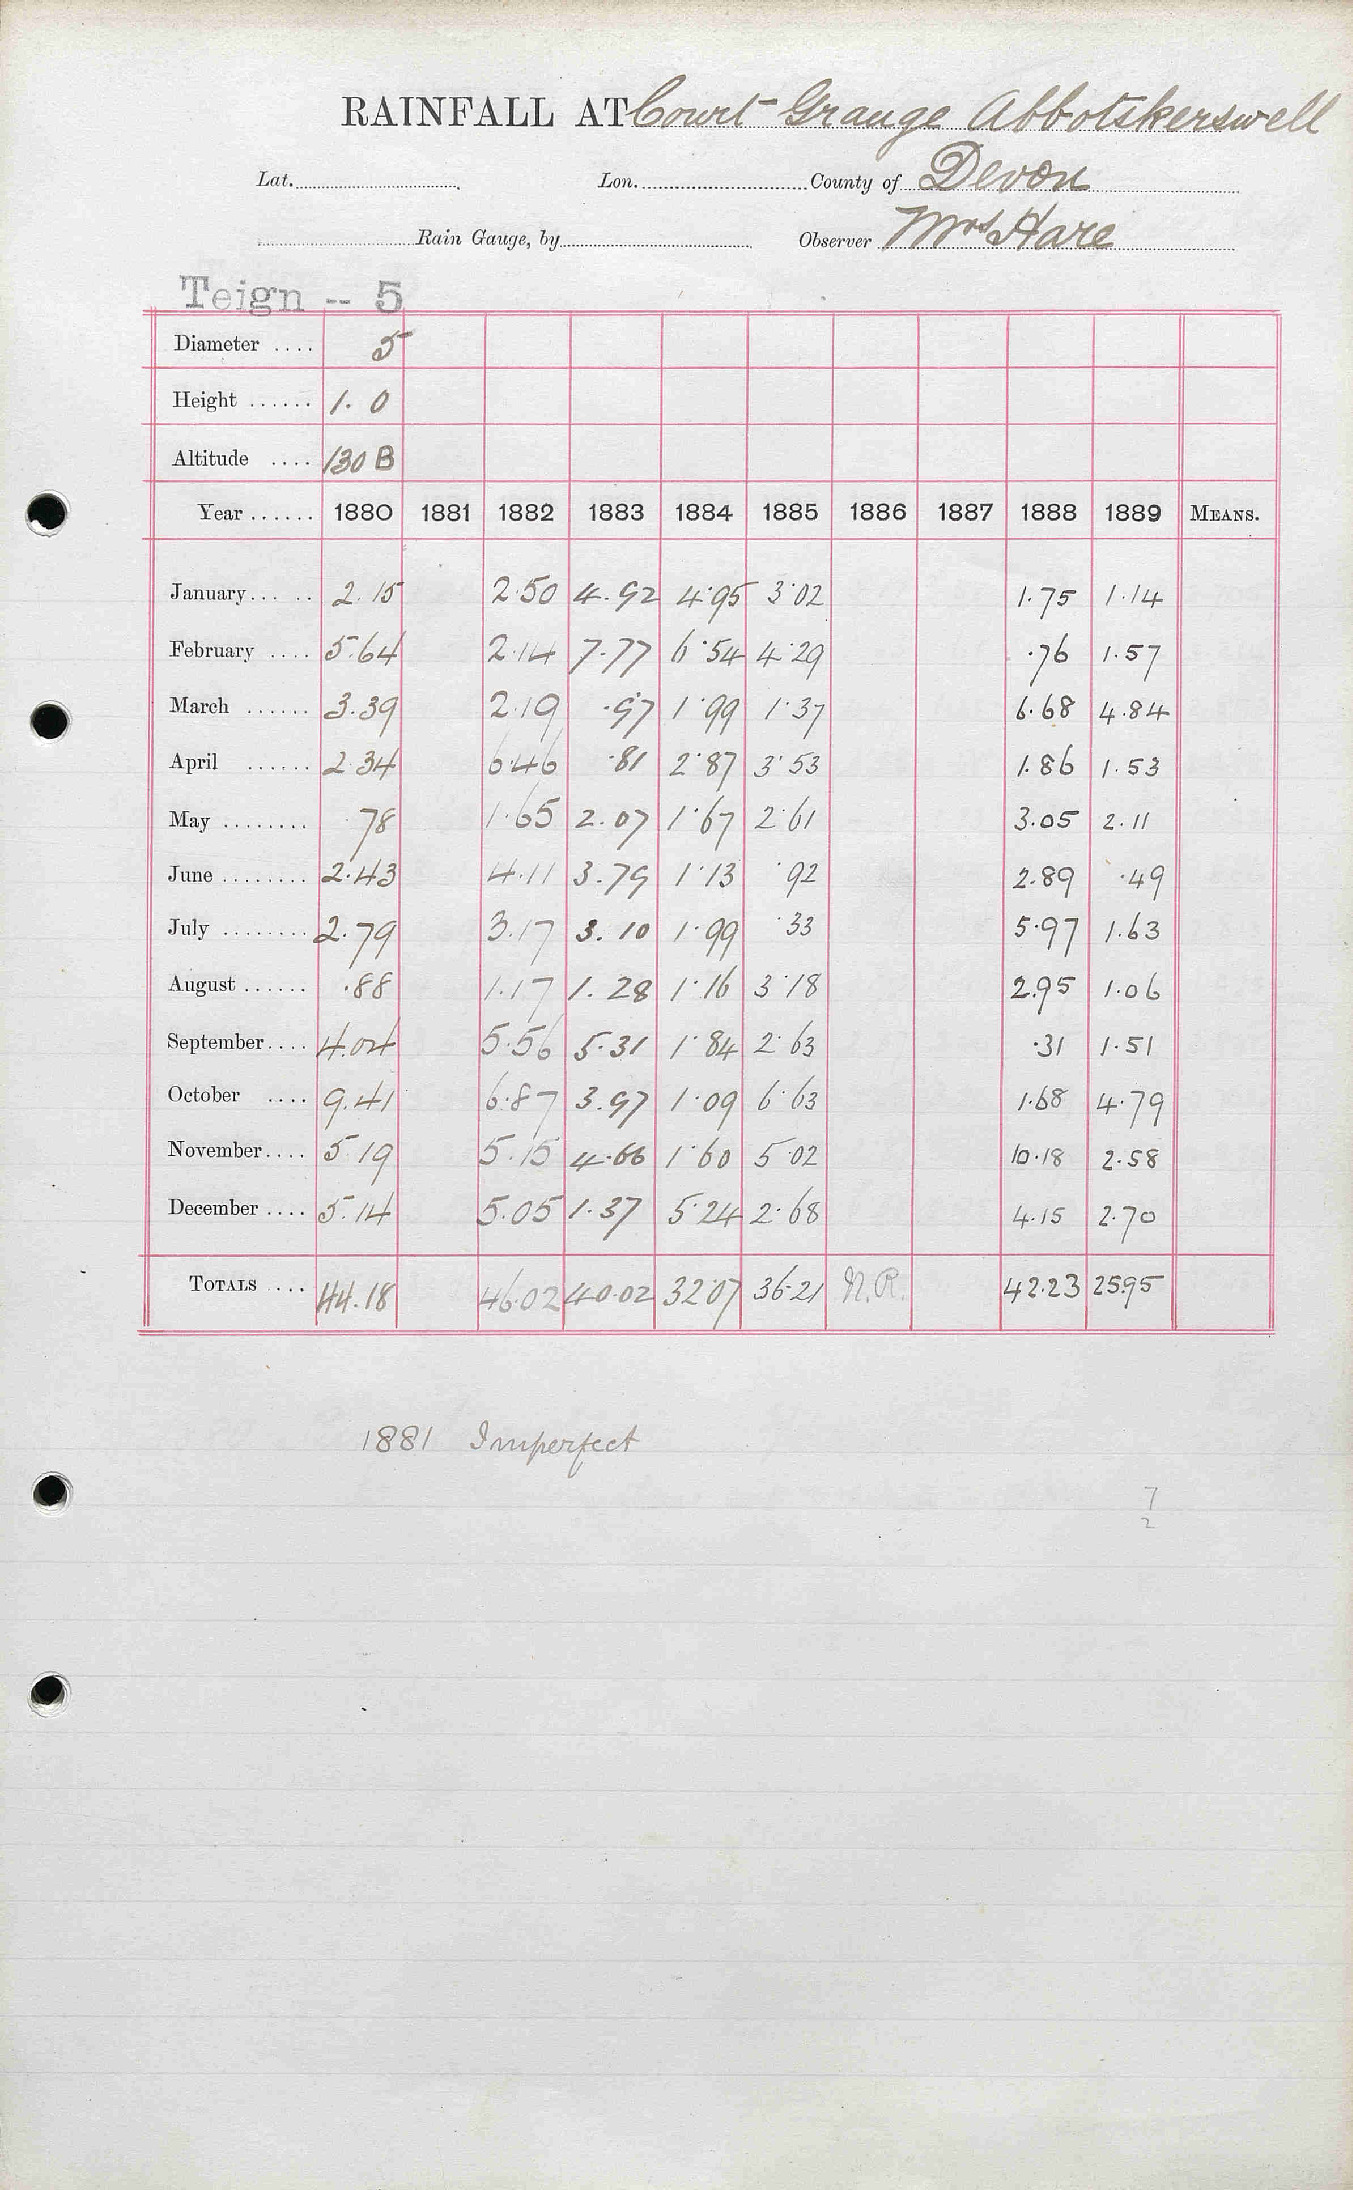 RAINFALL AT Court Grange Abbotskerswell
Lat. Lon. County of Devon
Rain Gauge, by Observer Mrs Hare
Teign -- 5
Diameter .... 5
Height ...... 1. 0
Altitude .... 130 B
Year ...... 1880 1881 1882 1883 1884 1885 1886 1887 1888 1889 MEANS.
January... .. 2.15 2.50 4.92 4.95 3.02 1.75 1.14
February .... 5.64 2.14 7.77 6.54 4.29 .76 1.57
March ...... 3.39 2.19 .97 1.99 1.37 6.68 4.84
April ...... 2.34 6.46 .81 2.87 3.53 1.86 1.53
May ........ .78 1.65 2.07 1.67 2.61 3.05 2.11
June ........ 2.43 4.11 3.79 1.13 .92 2.89 .49
July ........ 2.79 3.17 3.10 1.99 .33 5.97 1.63
August ...... .88 1.17 1.28 1.16 3.18 2.95 1.06
September.... 4.04 5.56 5.31 1.84 2.63 .31 1.51
October .... 9.41 6.87 3.97 1.09 6.63 1.68 4.79
November.... 5.19 5.15 4.66 1.60 5.02 10.18 2.58
December .... 5.14 5.05 1.37 5.24 2.68 4.15 2.70
TOTALS ... 44.18 46.02 40.02 32.07 36.21 N.R. 42.23 25.95
1881 Imperfect
7
2